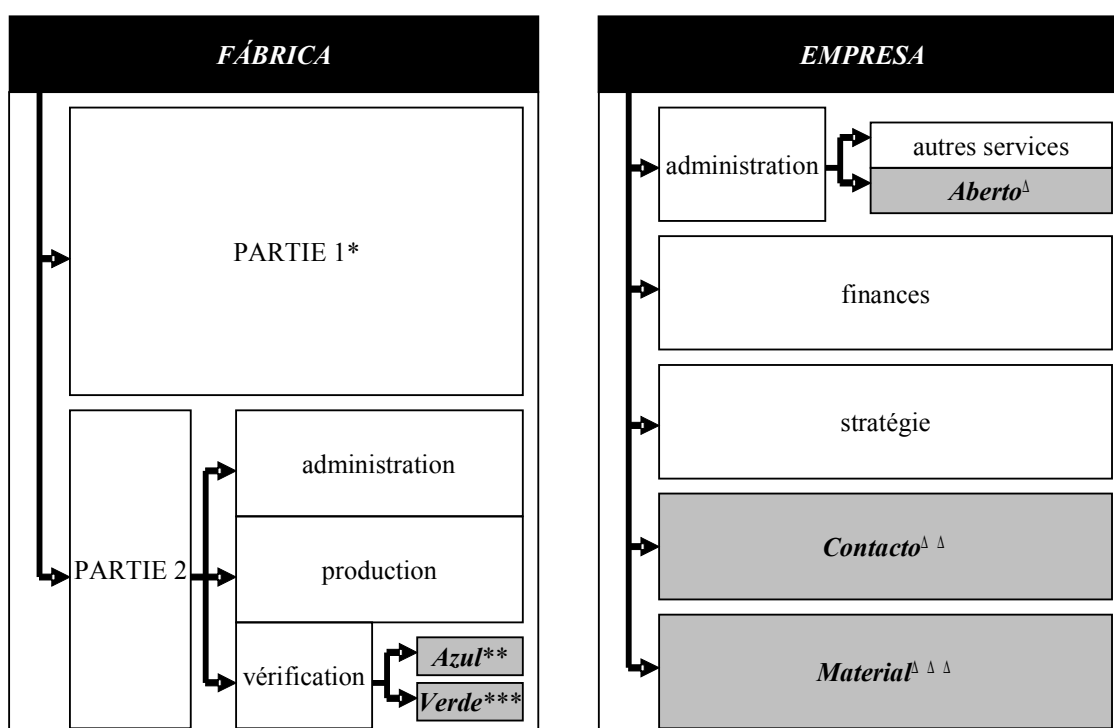 FÁBRICA
PARTIE 1*
PARTIE 2
administration
production
vérification
Azul**
Verde***
EMPRESA
administration
autres services
Aberto^Δ
finances
stratégie
Contacto^Δ Δ
Material^Δ Δ Δ